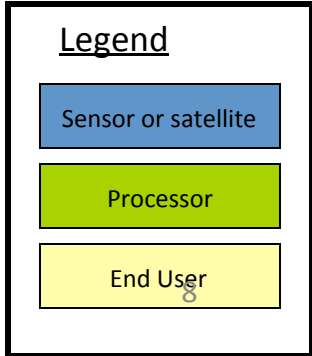 Legend
Sensor or satellite
Processor
End User
8